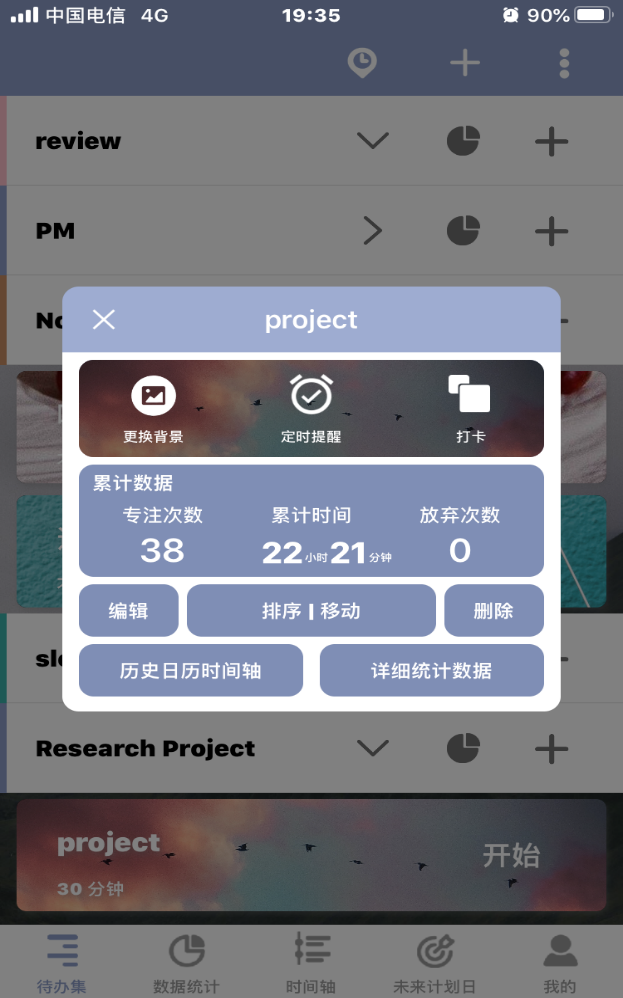 中国电信 4G 19:35 90%
review
PM
project
更换背景 定时提醒 打卡
累计数据
专注次数 累计时间 放弃次数
38 22小时21分钟 0
编辑 排序 | 移动 删除
历史日历时间轴 详细统计数据
Research Project
project
开始
30 分钟
待办集 数据统计 时间轴 未来计划日 我的